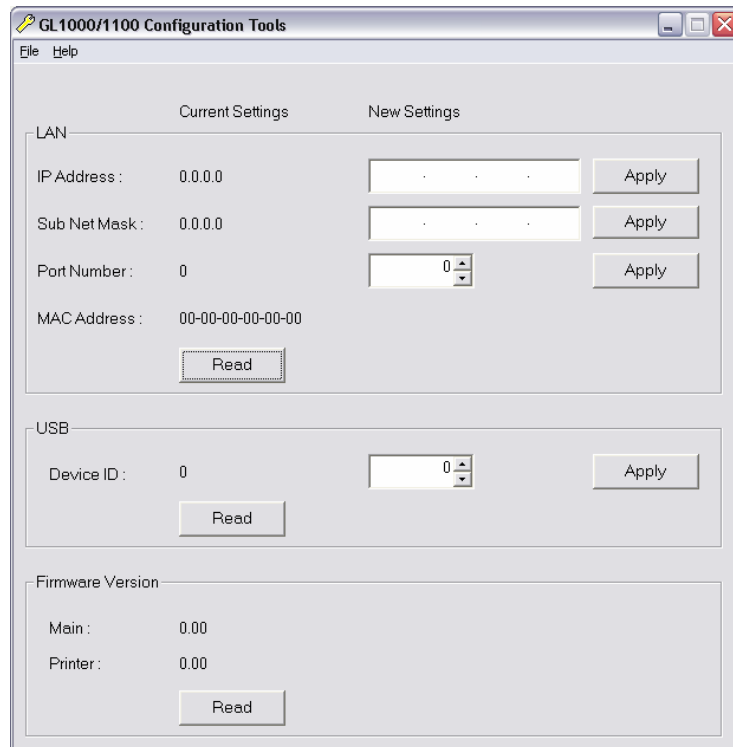 GL1000/1100 Configuration Tools
File Help
Current Settings New Settings
LAN
IP Address : 0.0.0.0 . . . Apply
Sub Net Mask : 0.0.0.0 . . . Apply
Port Number : 0 0 Apply
MAC Address : 00-00-00-00-00-00
Read
USB
Device ID : 0 0 Apply
Read
Firmware Version
Main : 0.00
Printer : 0.00
Read